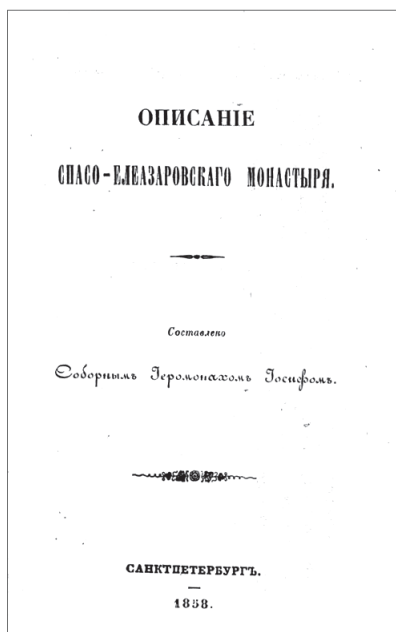 ОПИСАНІЕ
СПАСО-ЕЛЕАЗАРОВСКАГО МОНАСТЫРЯ.
Составлено
Соборнымъ Іеромонахомъ Іосифомъ.
САНКТПЕТЕРБУРГЪ.
1858.